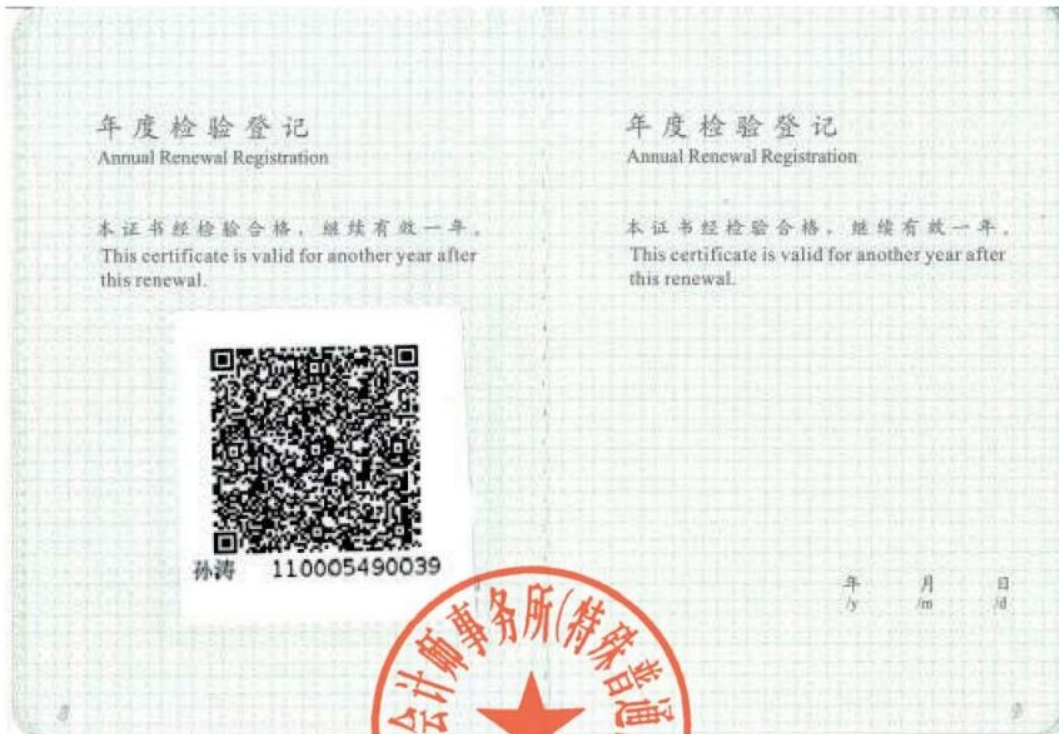 年度检验登记
Annual Renewal Registration
本证书经检验合格，继续有效一年。
This certificate is valid for another year after
this renewal.
孙涛 110005490039
年度检验登记
Annual Renewal Registration
本证书经检验合格，继续有效一年。
This certificate is valid for another year after
this renewal.
年 月 日
/y /m /d
会计师事务所(特殊普通
8
9